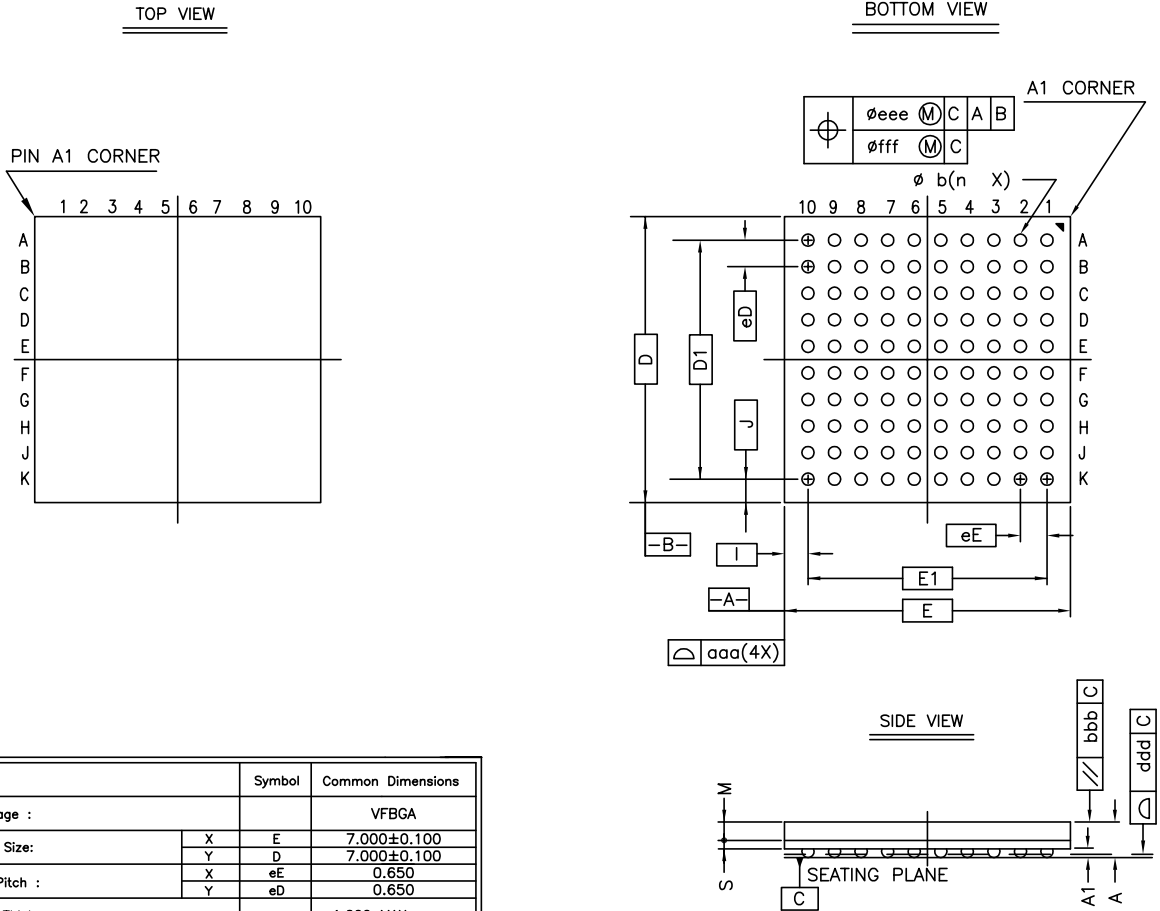 TOP VIEW
BOTTOM VIEW
A1 CORNER
øeee Ⓜ C A B
øfff Ⓜ C
PIN A1 CORNER
ø b(n X)
1 2 3 4 5 6 7 8 9 10
10 9 8 7 6 5 4 3 2 1
A A
B B
C C
D D
E E
F F
G G
H H
J J
K K
eD
D
D1
J
-B-
I
eE
E1
-A-
E
aaa(4X)
SIDE VIEW
// bbb C
ddd C
M
S
SEATING PLANE
C
A1
A
Symbol Common Dimensions
age : VFBGA
Size: X E 7.000±0.100
Y D 7.000±0.100
Pitch : X eE 0.650
Y eD 0.650